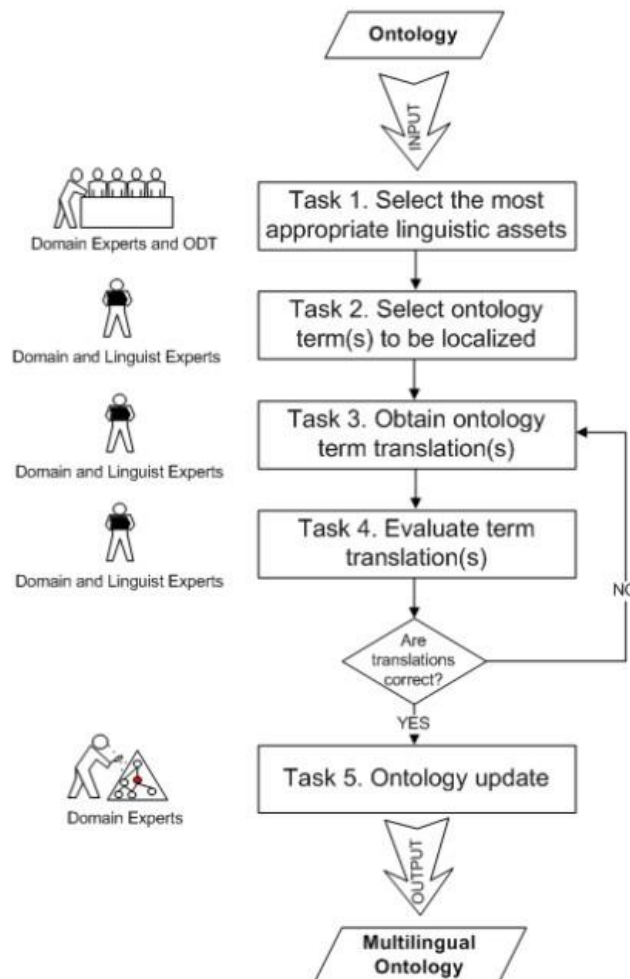 Ontology
INPUT
Task 1. Select the most
appropriate linguistic assets
Domain Experts and ODT
Task 2. Select ontology
term(s) to be localized
Domain and Linguist Experts
Task 3. Obtain ontology
term translation(s)
Domain and Linguist Experts
Task 4. Evaluate term
translation(s)
Domain and Linguist Experts
Are
translations
correct?
NO
YES
Task 5. Ontology update
Domain Experts
OUTPUT
Multilingual
Ontology